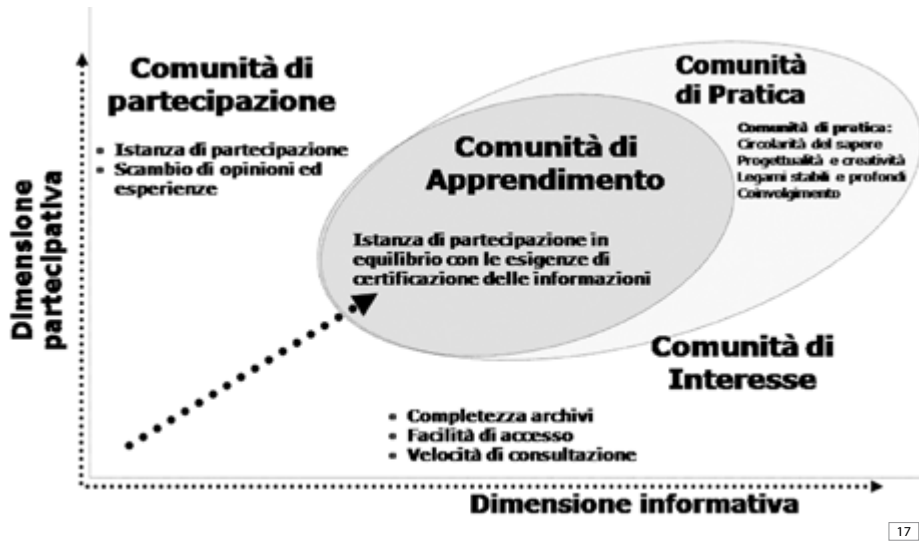 Comunità di
partecipazione
• Istanza di partecipazione
• Scambio di opinioni ed
esperienze
Comunità
di Pratica
Comunità di pratica:
Circolarità del sapere
Progettualità e creatività
Legami stabili e profondi
Coinvolgimento
Comunità di
Apprendimento
Istanza di partecipazione in
equilibrio con le esigenze di
certificazione delle informazioni
Dimensione
partecipativa
Comunità di
Interesse
• Completezza archivi
• Facilità di accesso
• Velocità di consultazione
Dimensione informativa
17